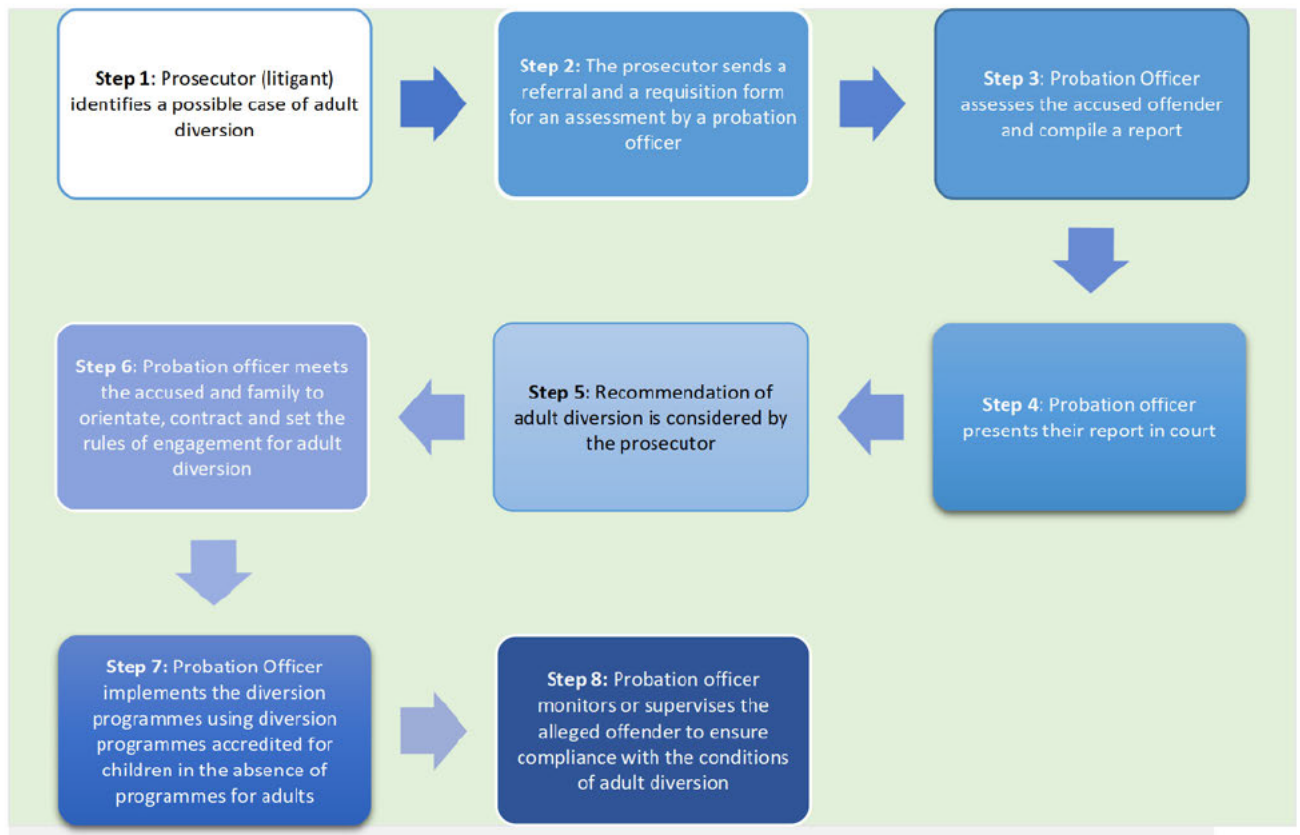 Step 1: Prosecutor (litigant)
identifies a possible case of adult
diversion
Step 2: The prosecutor sends a
referral and a requisition form
for an assessment by a probation
officer
Step 3: Probation Officer
assesses the accused offender
and compile a report
Step 4: Probation officer
presents their report in court
Step 5: Recommendation of
adult diversion is considered by
the prosecutor
Step 6: Probation officer meets
the accused and family to
orientate, contract and set the
rules of engagement for adult
diversion
Step 7: Probation Officer
implements the diversion
programmes using diversion
programmes accredited for
children in the absence of
programmes for adults
Step 8: Probation officer
monitors or supervises the
alleged offender to ensure
compliance with the conditions
of adult diversion